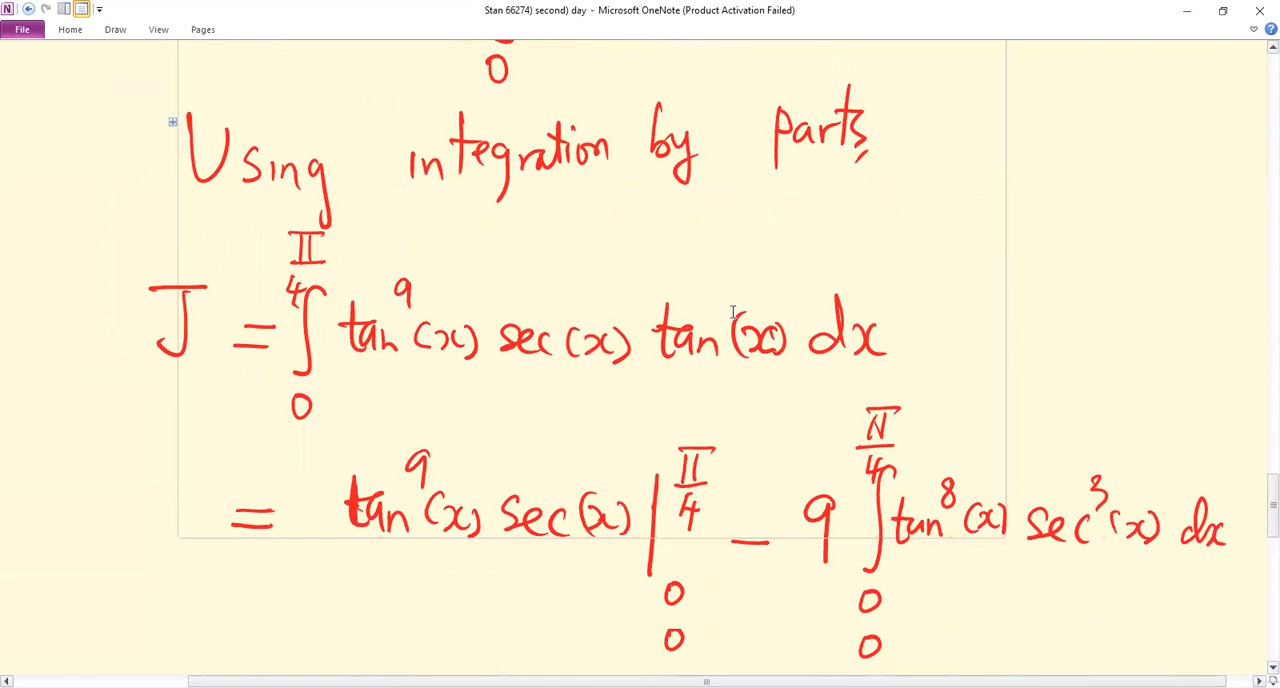 Stan 66274) second) day - Microsoft OneNote (Product Activation Failed)
File Home Draw View Pages
0
Using integration by parts,
J = ∫₀^(π/4) tan⁹(x) sec(x) tan(x) dx
= tan⁹(x) sec(x) |₀^(π/4) - 9 ∫₀^(π/4) tan⁸(x) sec³(x) dx
0 0